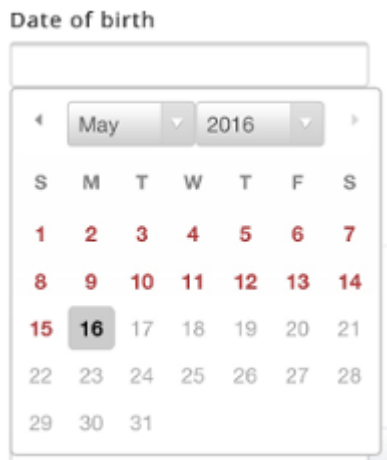 Date of birth
May 2016
S M T W T F S
1 2 3 4 5 6 7
8 9 10 11 12 13 14
15 16 17 18 19 20 21
22 23 24 25 26 27 28
29 30 31